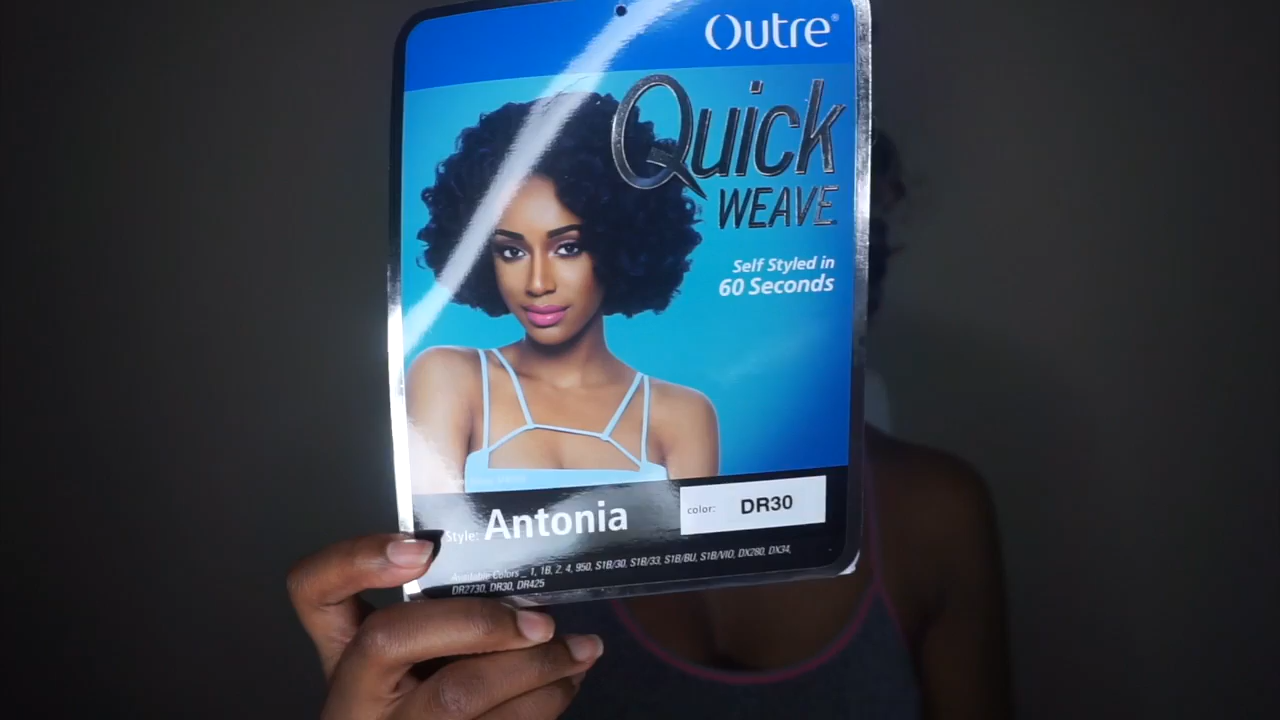 Outre®
Quick
WEAVE
Self Styled in
60 Seconds
Style: Antonia
color: DR30
Available Colors _ 1, 1B, 2, 4, 950, S1B/30, S1B/33, S1B/BU, S1B/VIO, DX280, DX34,
DR2730, DR30, DR425